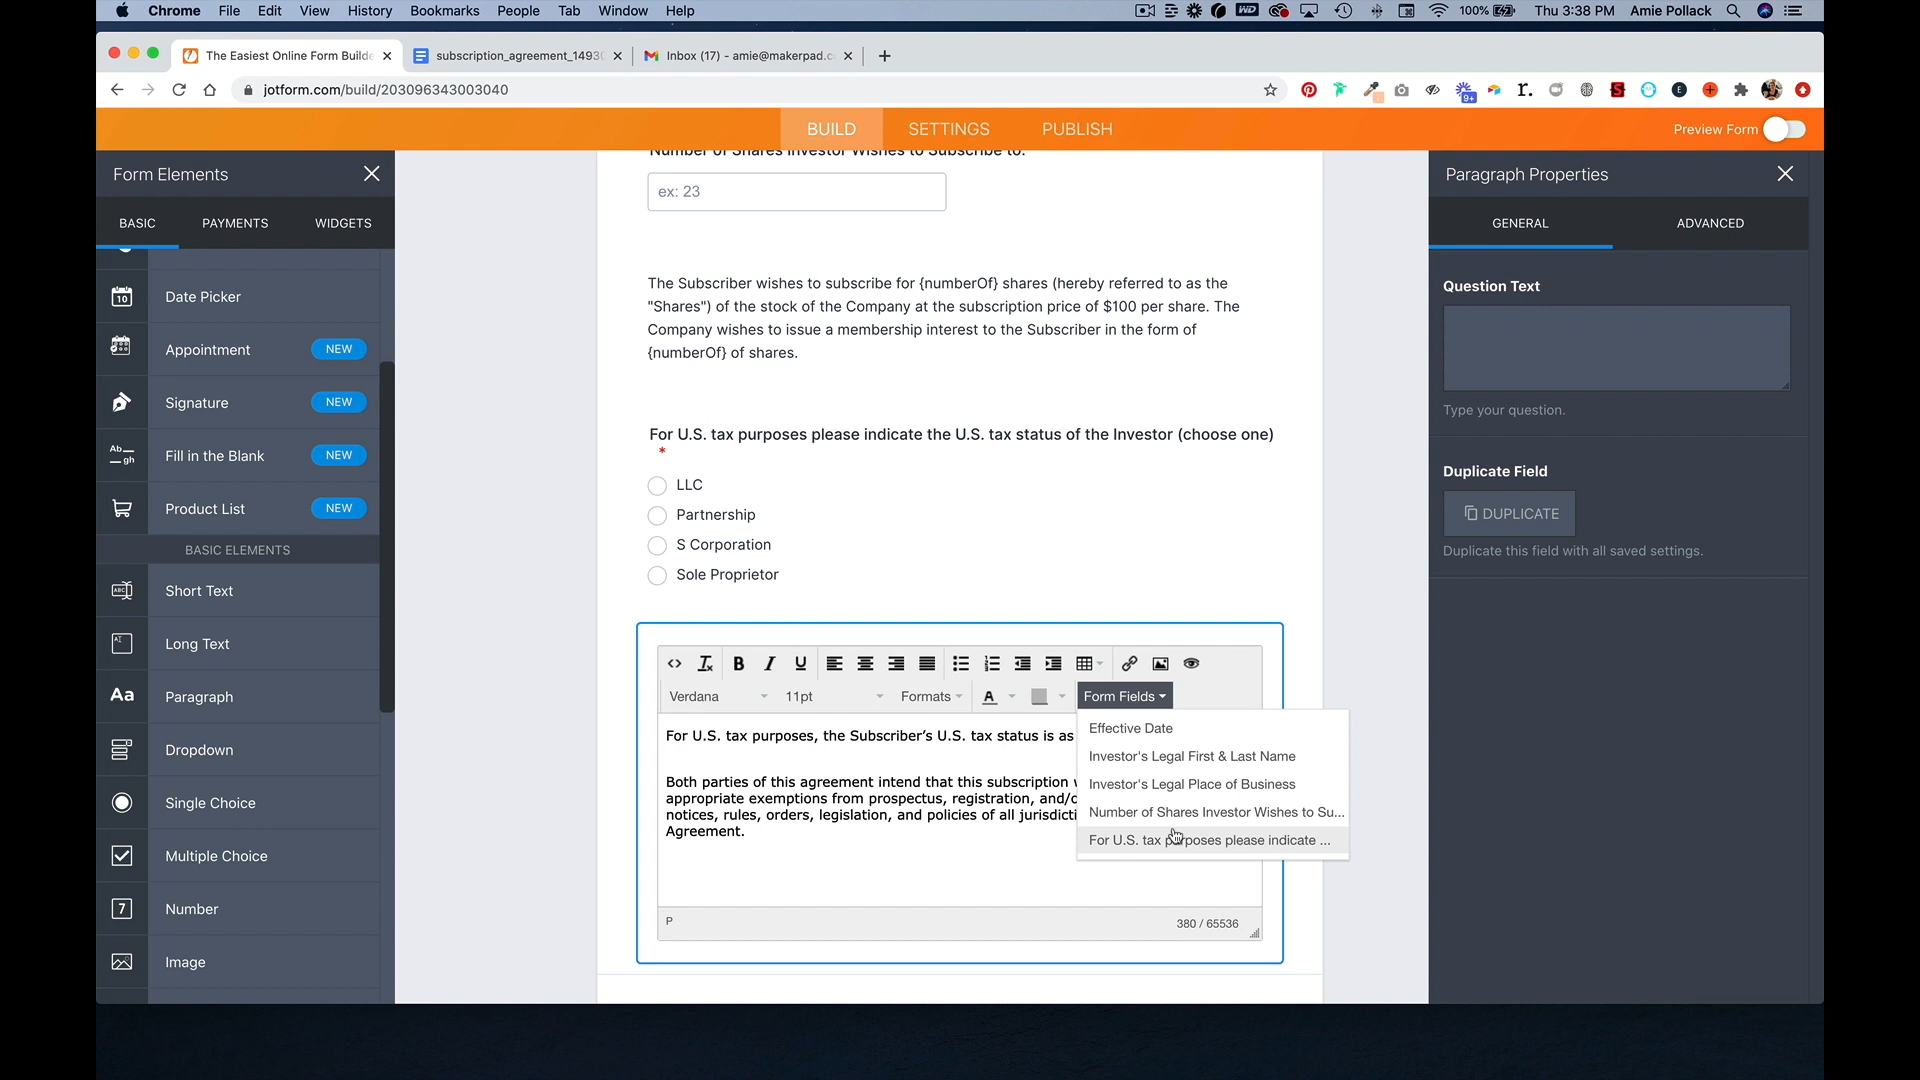 Chrome File Edit View History Bookmarks People Tab Window Help
100% Thu 3:38 PM Amie Pollack
The Easiest Online Form Builde
subscription_agreement_1493
Inbox (17) - amie@makerpad.c
jotform.com/build/203096343003040
9+
BUILD SETTINGS PUBLISH
Preview Form
Form Elements
BASIC PAYMENTS WIDGETS
Date Picker
Appointment NEW
Signature NEW
Fill in the Blank NEW
Product List NEW
BASIC ELEMENTS
Short Text
Long Text
Paragraph
Dropdown
Single Choice
Multiple Choice
Number
Image
Number of Shares Investor Wishes to Subscribe to:
ex: 23
The Subscriber wishes to subscribe for {numberOf} shares (hereby referred to as the
"Shares") of the stock of the Company at the subscription price of $100 per share. The
Company wishes to issue a membership interest to the Subscriber in the form of
{numberOf} of shares.
For U.S. tax purposes please indicate the U.S. tax status of the Investor (choose one)
*
LLC
Partnership
S Corporation
Sole Proprietor
Verdana 11pt Formats A Form Fields
For U.S. tax purposes, the Subscriber's U.S. tax status is as
Both parties of this agreement intend that this subscription
appropriate exemptions from prospectus, registration, and/
notices, rules, orders, legislation, and policies of all jurisdicti
Agreement.
Effective Date
Investor's Legal First & Last Name
Investor's Legal Place of Business
Number of Shares Investor Wishes to Su...
For U.S. tax purposes please indicate ...
P
380 / 65536
Paragraph Properties
GENERAL ADVANCED
Question Text
Type your question.
Duplicate Field
DUPLICATE
Duplicate this field with all saved settings.